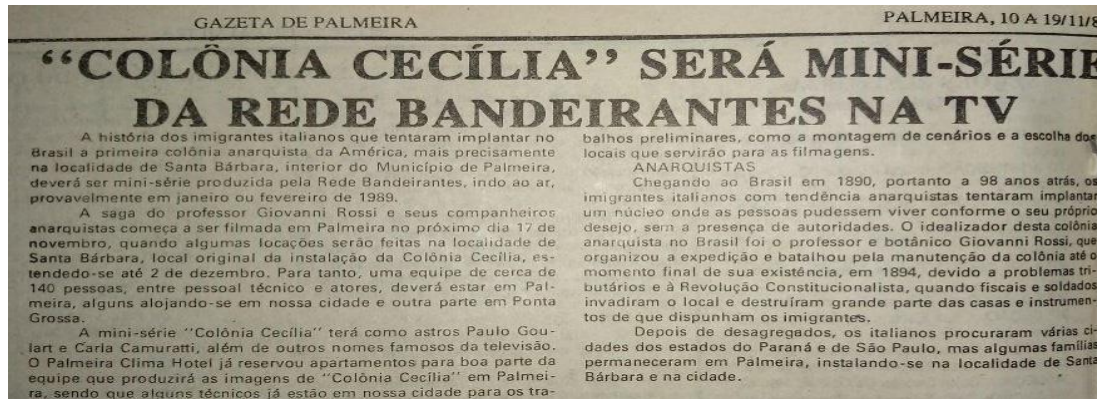 GAZETA DE PALMEIRA
PALMEIRA, 10 A 19/11/8
“COLÔNIA CECÍLIA” SERÁ MINI-SÉRIE
DA REDE BANDEIRANTES NA TV
A história dos imigrantes italianos que tentaram implantar no
Brasil a primeira colônia anarquista da América, mais precisamente
na localidade de Santa Bárbara, interior do Município de Palmeira,
deverá ser mini-série produzida pela Rede Bandeirantes, indo ao ar,
provavelmente em janeiro ou fevereiro de 1989.
A saga do professor Giovanni Rossi e seus companheiros
anarquistas começa a ser filmada em Palmeira no próximo dia 17 de
novembro, quando algumas locações serão feitas na localidade de
Santa Bárbara, local original da instalação da Colônia Cecília, es-
tendedo-se até 2 de dezembro. Para tanto, uma equipe de cerca de
140 pessoas, entre pessoal técnico e atores, deverá estar em Pal-
meira, alguns alojando-se em nossa cidade e outra parte em Ponta
Grossa.
A mini-série “Colônia Cecília” terá como astros Paulo Gou-
lart e Carla Camuratti, além de outros nomes famosos da televisão.
O Palmeira Clima Hotel já reservou apartamentos para boa parte da
equipe que produzirá as imagens de “Colônia Cecília” em Palmei-
ra, sendo que alguns técnicos já estão em nossa cidade para os tra-
balhos preliminares, como a montagem de cenários e a escolha dos
locais que servirão para as filmagens.
ANARQUISTAS
Chegando ao Brasil em 1890, portanto a 98 anos atrás, os
imigrantes italianos com tendência anarquistas tentaram implantar
um núcleo onde as pessoas pudessem viver conforme o seu próprio
desejo, sem a presença de autoridades. O idealizador desta colônia
anarquista no Brasil foi o professor e botânico Giovanni Rossi, que
organizou a expedição e batalhou pela manutenção da colônia até o
momento final de sua existência, em 1894, devido a problemas tri-
butários e à Revolução Constitucionalista, quando fiscais e soldados
invadiram o local e destruíram grande parte das casas e instrumen-
tos de que dispunham os imigrantes.
Depois de desagregados, os italianos procuraram várias ci-
dades dos estados do Paraná e de São Paulo, mas algumas famílias
permaneceram em Palmeira, instalando-se na localidade de Santa
Bárbara e na cidade.